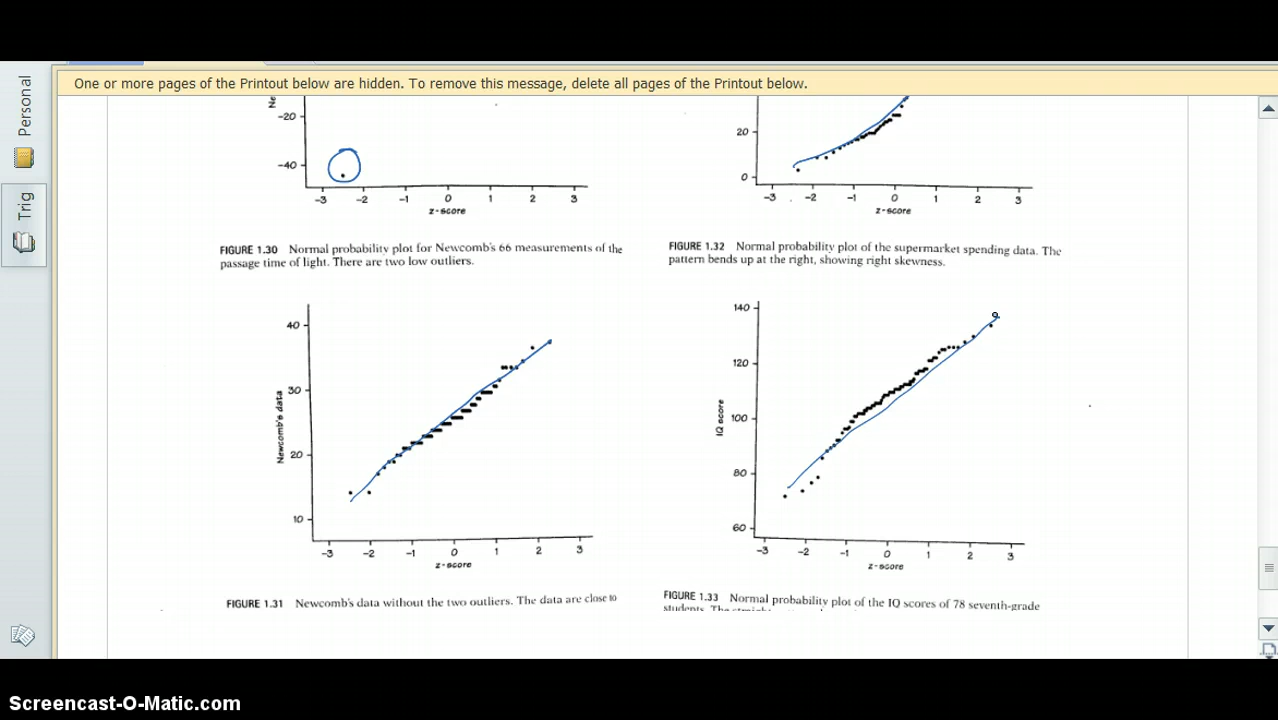 One or more pages of the Printout below are hidden. To remove this message, delete all pages of the Printout below.
Personal
Trig
Ne
-20
-40
-3 -2 -1 0 1 2 3
z-score
FIGURE 1.30 Normal probability plot for Newcomb's 66 measurements of the
passage time of light. There are two low outliers.
20
0
-3 -2 -1 0 1 2 3
z-score
FIGURE 1.32 Normal probability plot of the supermarket spending data. The
pattern bends up at the right, showing right skewness.
40
30
20
10
Newcomb's data
-3 -2 -1 0 1 2 3
z-score
FIGURE 1.31 Newcomb's data without the two outliers. The data are close to
140
120
100
80
60
IQ score
-3 -2 -1 0 1 2 3
z-score
FIGURE 1.33 Normal probability plot of the IQ scores of 78 seventh-grade
students. The straight
Screencast-O-Matic.com